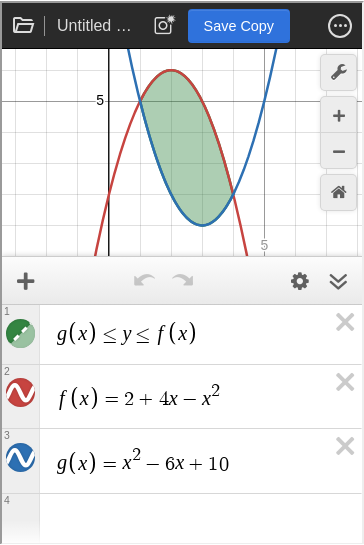 Untitled ...
Save Copy
5
5
1
g(x) ≤ y ≤ f(x)
2
f(x) = 2 + 4x − x²
3
g(x) = x² − 6x + 10
4